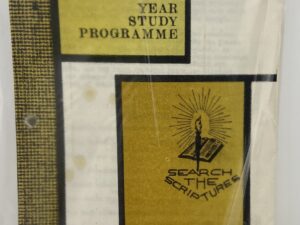 YEAR
STUDY
PROGRAMME
SEARCH
THE
SCRIPTURES